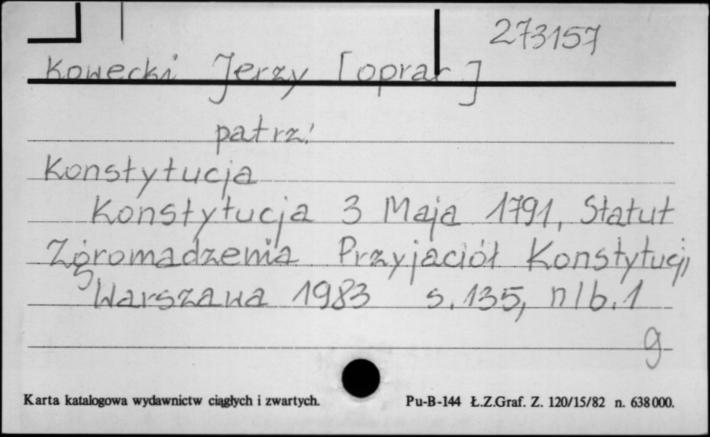 273157
Kowecki Jerzy [oprar]
patrz:
Konstytucja
Konstytucja 3 Maja 1791, Statut
Zgromadzenia Przyjaciół Konstytucji
Warszawa 1983 s. 135, nlb. 1
g
Karta katalogowa wydawnictw ciągłych i zwartych. Pu-B-144 Ł.Z.Graf. Z. 120/15/82 n. 638000.